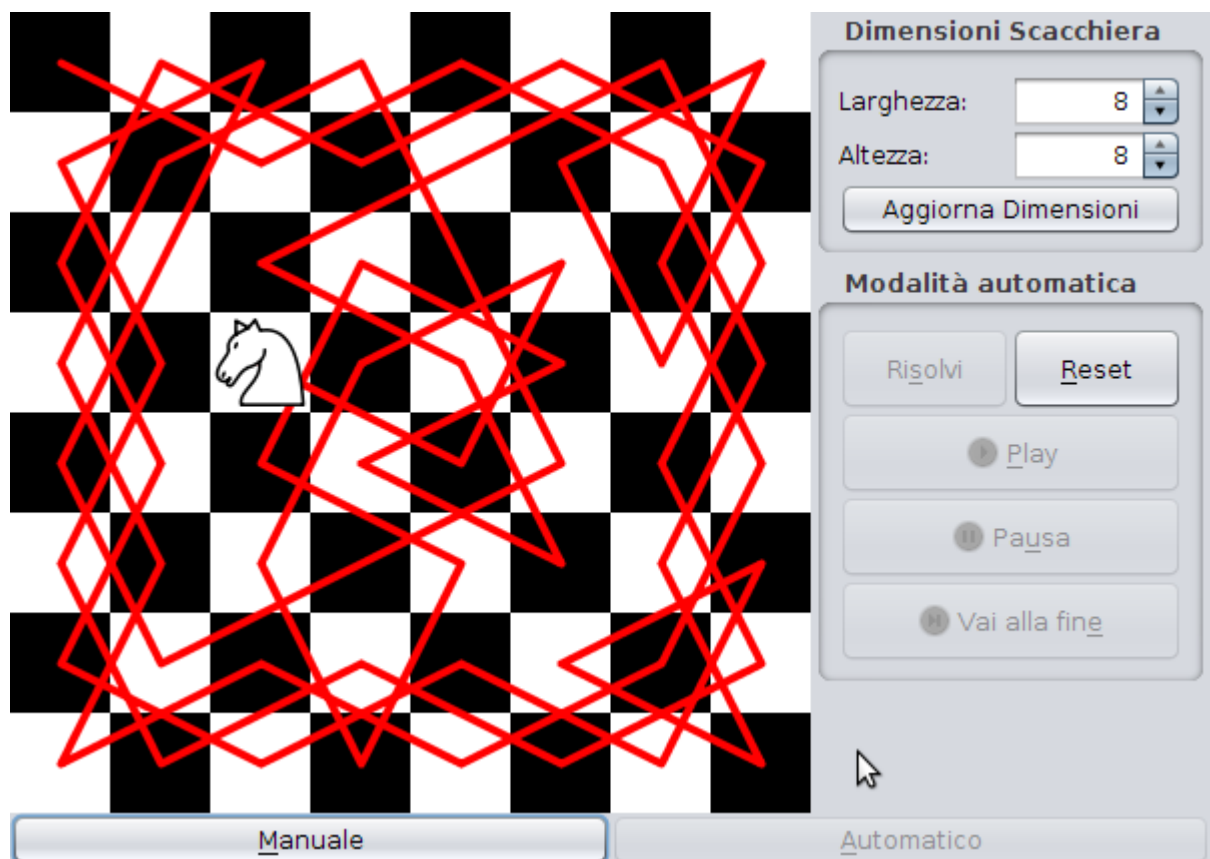 Dimensioni Scacchiera
Larghezza: 8
Altezza: 8
Aggiorna Dimensioni
Modalità automatica
Risolvi Reset
Play
Pausa
Vai alla fine
Manuale Automatico